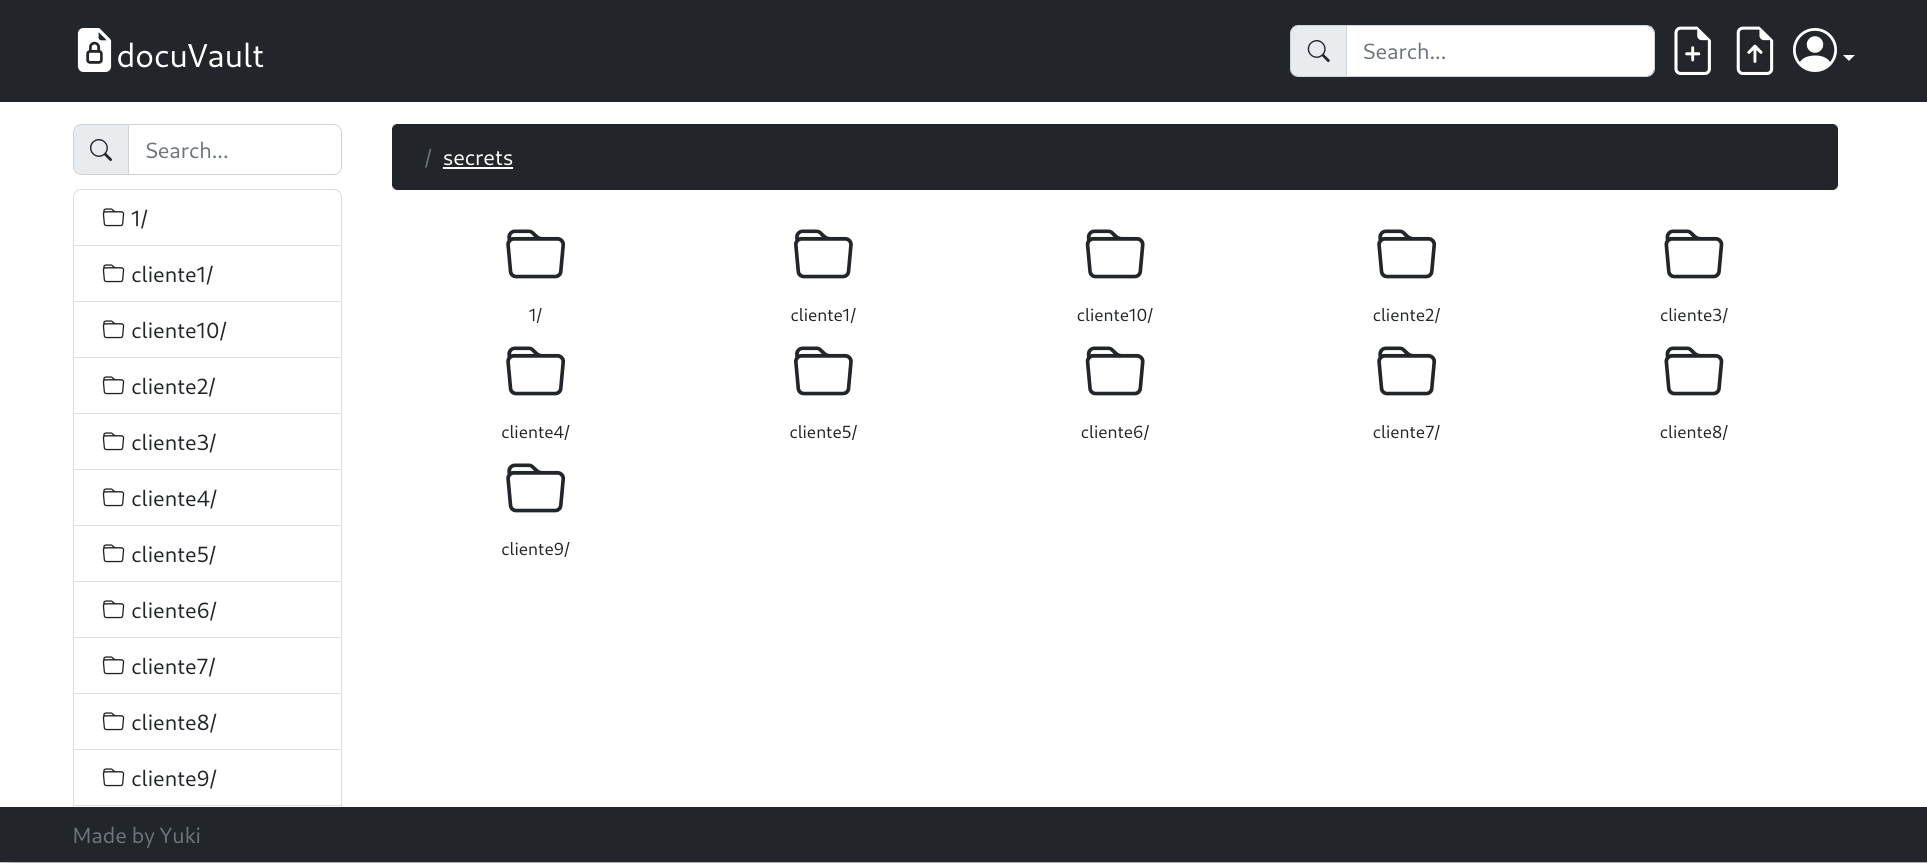 docuVault
Search...
Search...
/ secrets
1/
cliente1/
cliente10/
cliente2/
cliente3/
cliente4/
cliente5/
cliente6/
cliente7/
cliente8/
cliente9/
1/ cliente1/ cliente10/ cliente2/ cliente3/
cliente4/ cliente5/ cliente6/ cliente7/ cliente8/
cliente9/
Made by Yuki